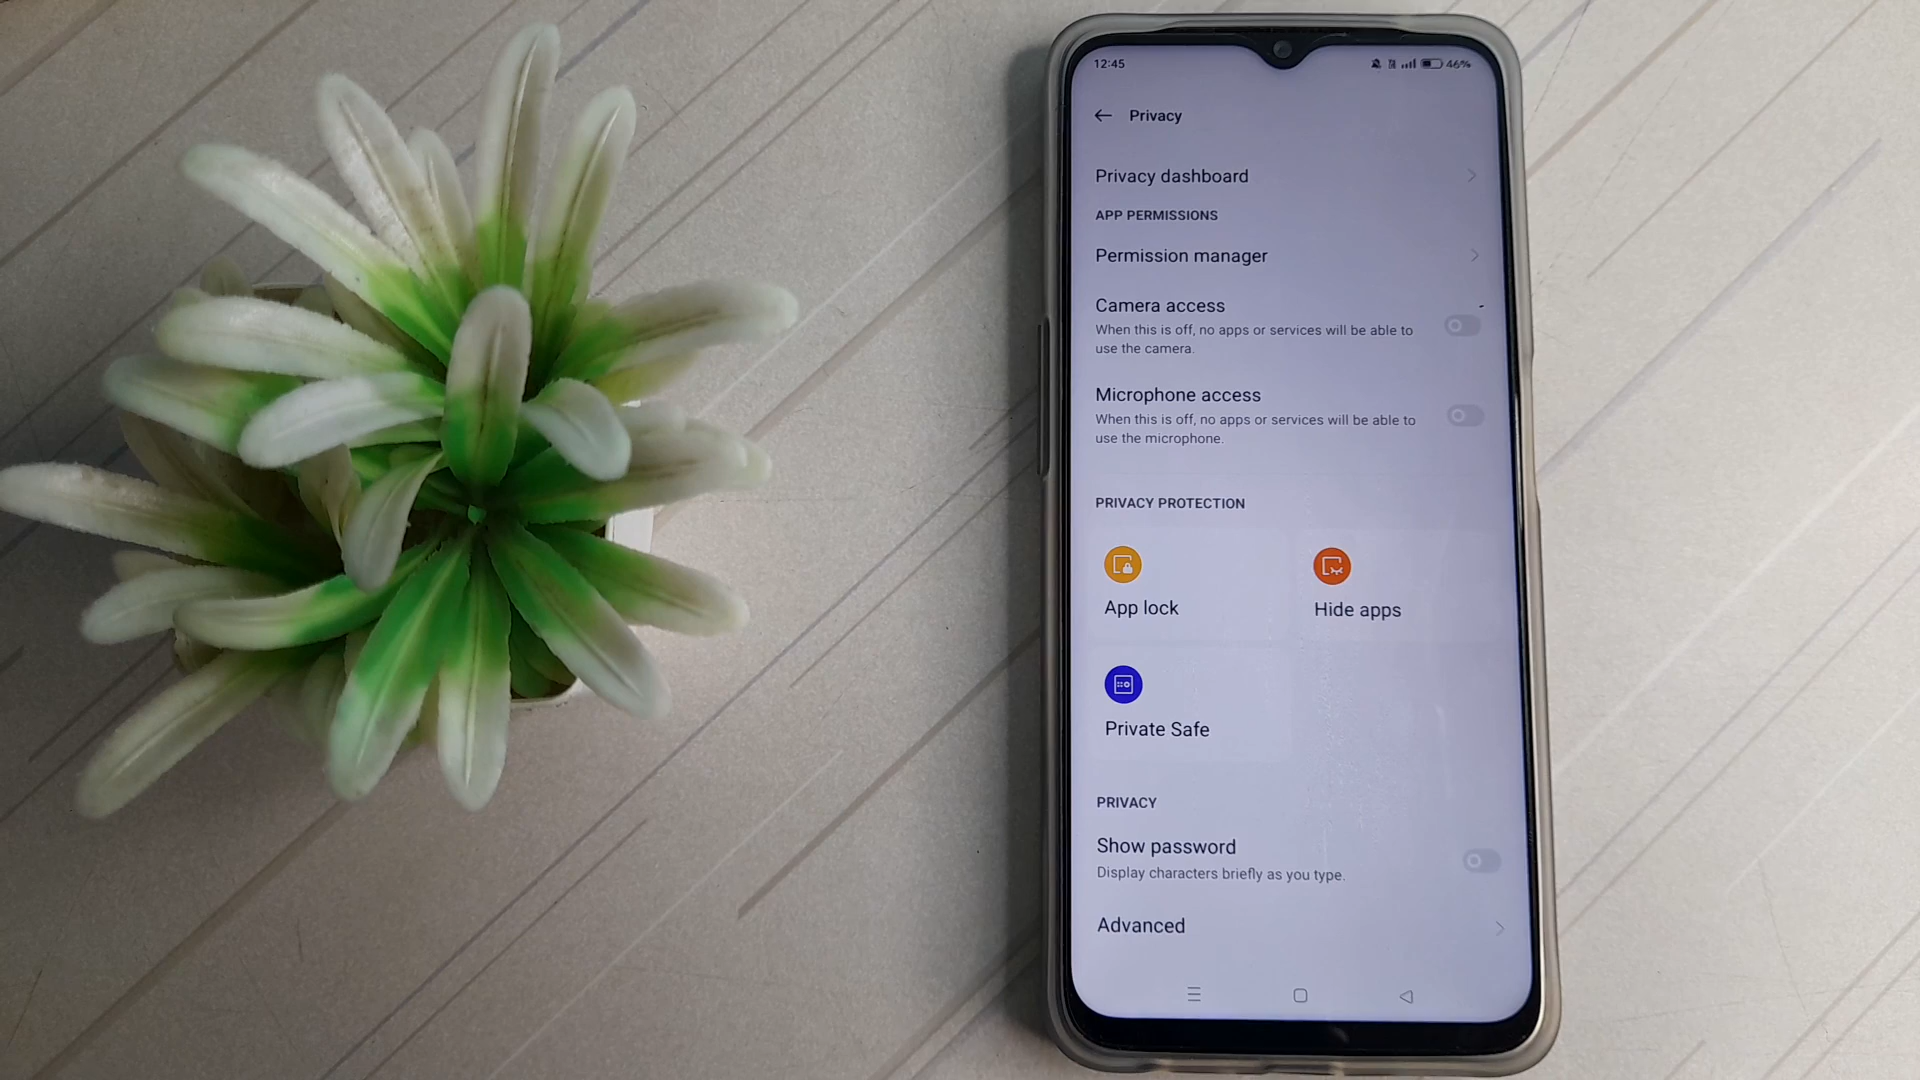 12:45
46%
Privacy
Privacy dashboard
APP PERMISSIONS
Permission manager
Camera access
When this is off, no apps or services will be able to
use the camera.
Microphone access
When this is off, no apps or services will be able to
use the microphone.
PRIVACY PROTECTION
App lock
Hide apps
Private Safe
PRIVACY
Show password
Display characters briefly as you type.
Advanced